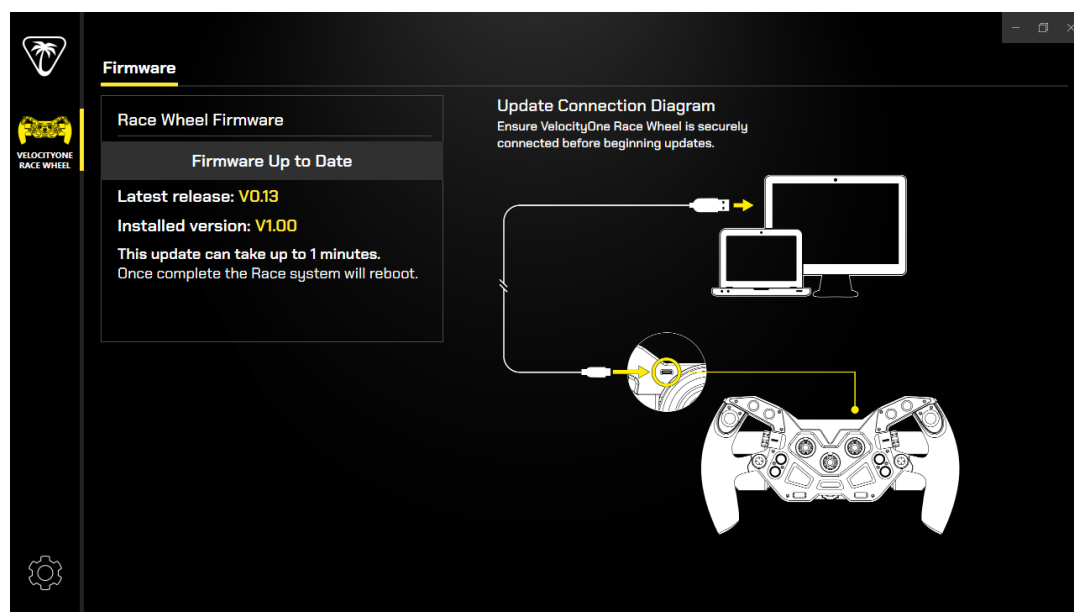 Firmware
VELOCITYONE
RACE WHEEL
Race Wheel Firmware
Firmware Up to Date
Latest release: V0.13
Installed version: V1.00
This update can take up to 1 minutes.
Once complete the Race system will reboot.
Update Connection Diagram
Ensure VelocityOne Race Wheel is securely
connected before beginning updates.